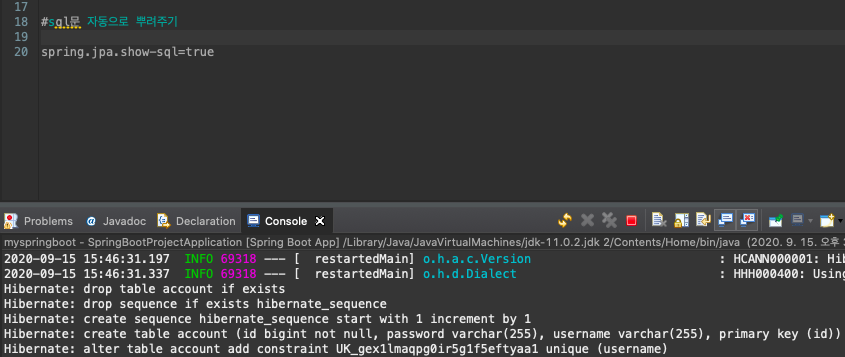 17
18 #sql문 자동으로 뿌려주기
19
20 spring.jpa.show-sql=true
Problems Javadoc Declaration Console
myspringboot - SpringBootProjectApplication [Spring Boot App] /Library/Java/JavaVirtualMachines/jdk-11.0.2.jdk 2/Contents/Home/bin/java (2020. 9. 15. 오후 3
2020-09-15 15:46:31.197 INFO 69318 --- [ restartedMain] o.h.a.c.Version : HCANN000001: Hib
2020-09-15 15:46:31.337 INFO 69318 --- [ restartedMain] o.h.d.Dialect : HHH000400: Using
Hibernate: drop table account if exists
Hibernate: drop sequence if exists hibernate_sequence
Hibernate: create sequence hibernate_sequence start with 1 increment by 1
Hibernate: create table account (id bigint not null, password varchar(255), username varchar(255), primary key (id))
Hibernate: alter table account add constraint UK_gex1lmaqpg0ir5g1f5eftyaa1 unique (username)